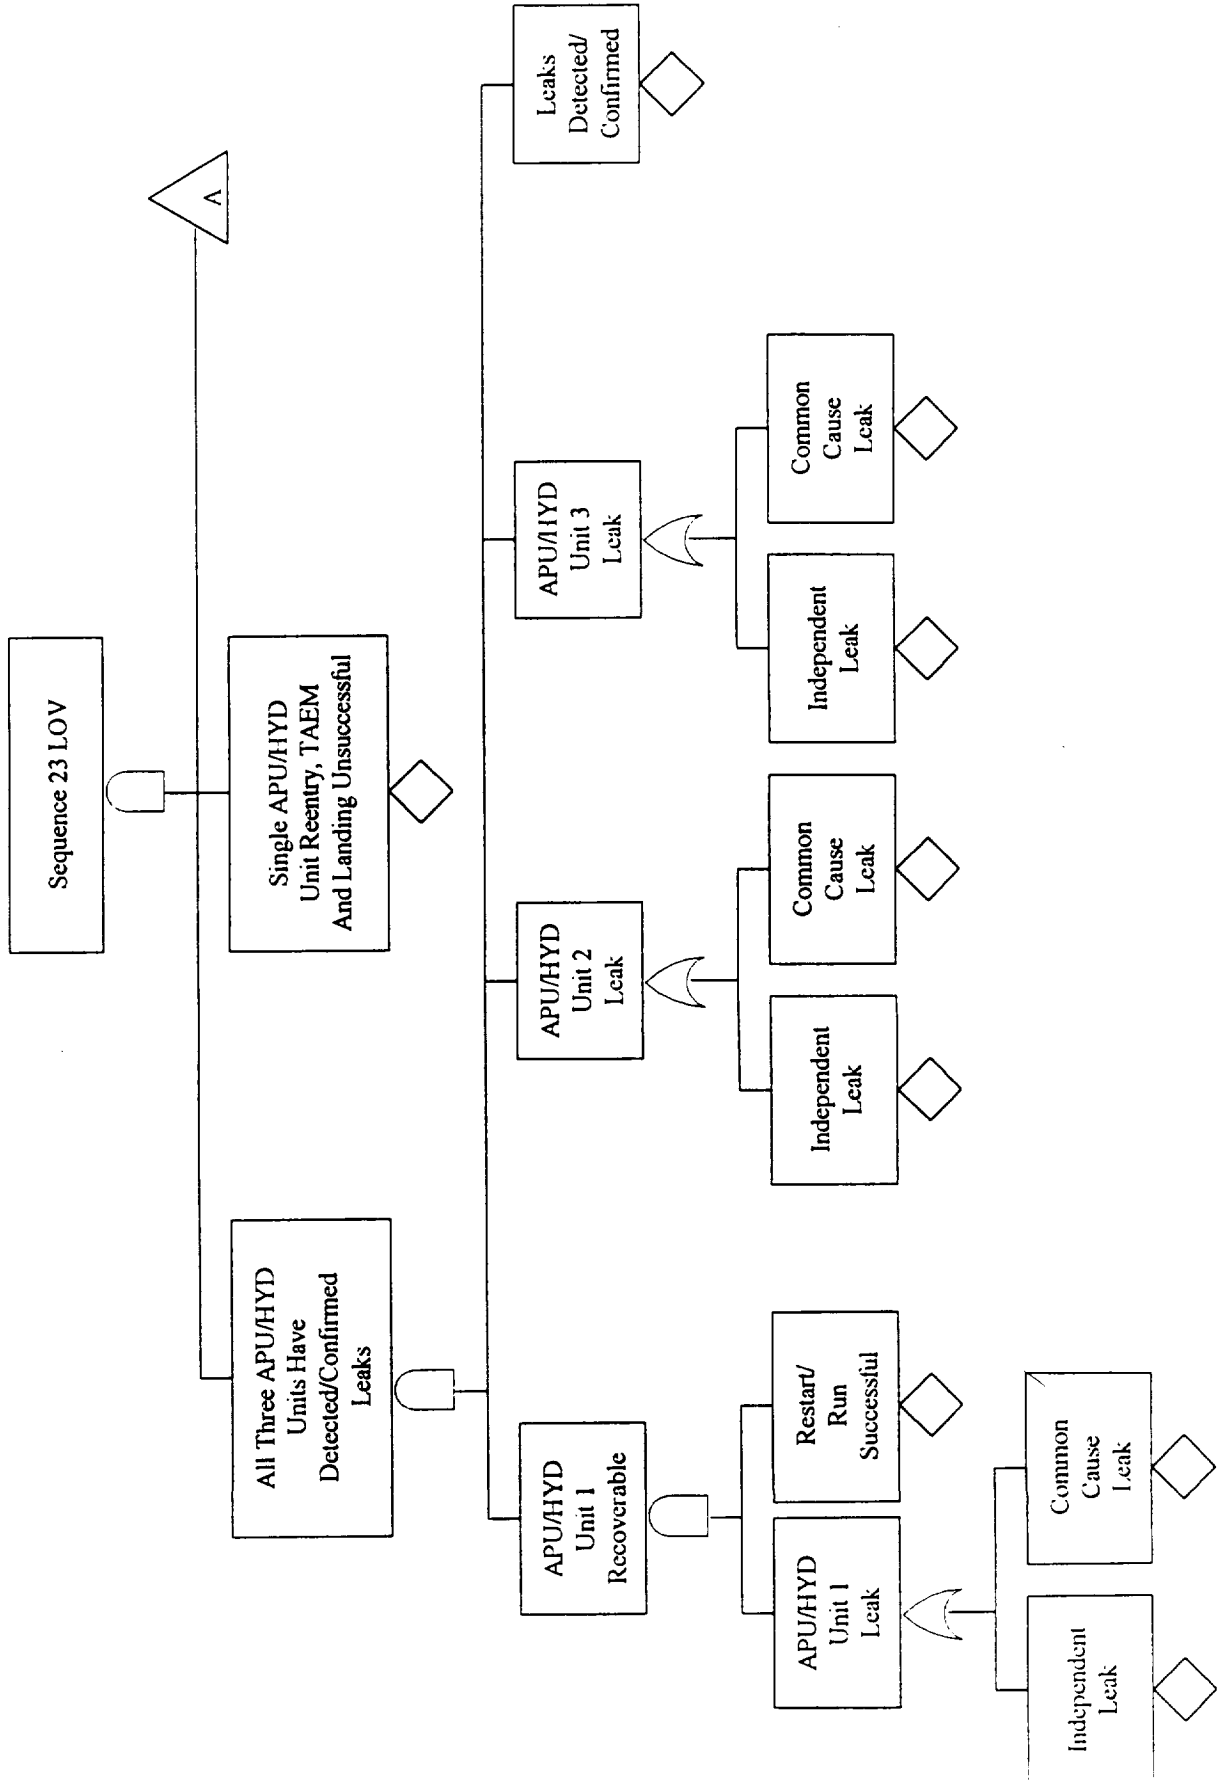 Sequence 23 LOV
A
All Three APU/HYD
Units Have
Detected/Confirmed
Leaks
Single APU/HYD
Unit Reentry, TAEM
And Landing Unsuccessful
APU/HYD
Unit 1
Recoverable
APU/HYD
Unit 2
Leak
APU/HYD
Unit 3
Leak
Leaks
Detected/
Confirmed
APU/HYD
Unit 1
Leak
Restart/
Run
Successful
Independent
Leak
Common
Cause
Leak
Independent
Leak
Common
Cause
Leak
Independent
Leak
Common
Cause
Leak